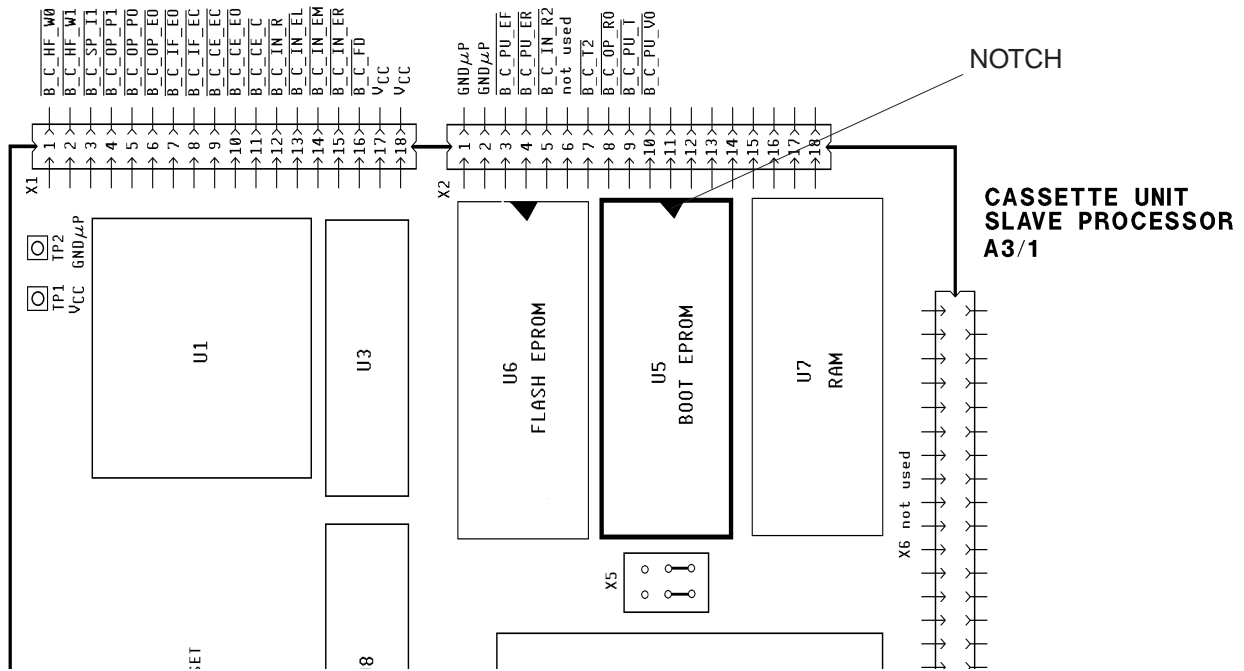 B_C_HF_W0
B_C_HF_W1
B_C_SP_I1
B_C_OP_P1
B_C_OP_P0
B_C_OP_E0
B_C_IF_E0
B_C_IF_EC
B_C_CE_EC
B_C_CE_E0
B_C_CE_C
B_C_IN_R
B_C_IN_EL
B_C_IN_EM
B_C_IN_ER
B_C_FD
VCC
VCC
GNDµP
GNDµP
B_C_PU_EF
B_C_PU_ER
B_C_IN_R2
not used
B_C_T2
B_C_OP_R0
B_C_PU_T
B_C_PU_V0
NOTCH
X1
1 2 3 4 5 6 7 8 9 10 11 12 13 14 15 16 17 18
X2
1 2 3 4 5 6 7 8 9 10 11 12 13 14 15 16 17 18
CASSETTE UNIT
SLAVE PROCESSOR
A3/1
TP2
GNDµP
TP1
VCC
U1
U3
U6
FLASH EPROM
U5
BOOT EPROM
U7
RAM
X6 not used
X5